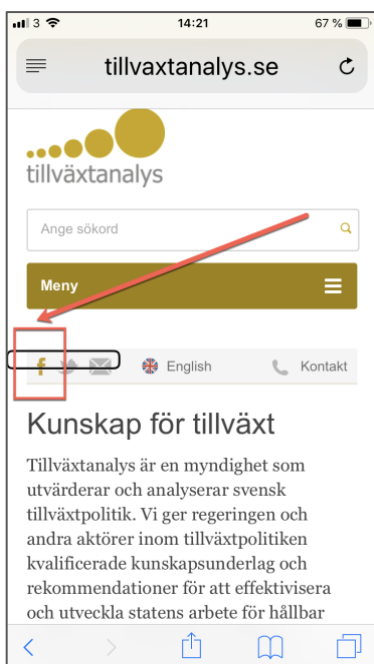 3 14:21 67 %
tillvaxtanalys.se
tillväxtanalys
Ange sökord
Meny
f English Kontakt
Kunskap för tillväxt
Tillväxtanalys är en myndighet som
utvärderar och analyserar svensk
tillväxtpolitik. Vi ger regeringen och
andra aktörer inom tillväxtpolitiken
kvalificerade kunskapsunderlag och
rekommendationer för att effektivisera
och utveckla statens arbete för hållbar